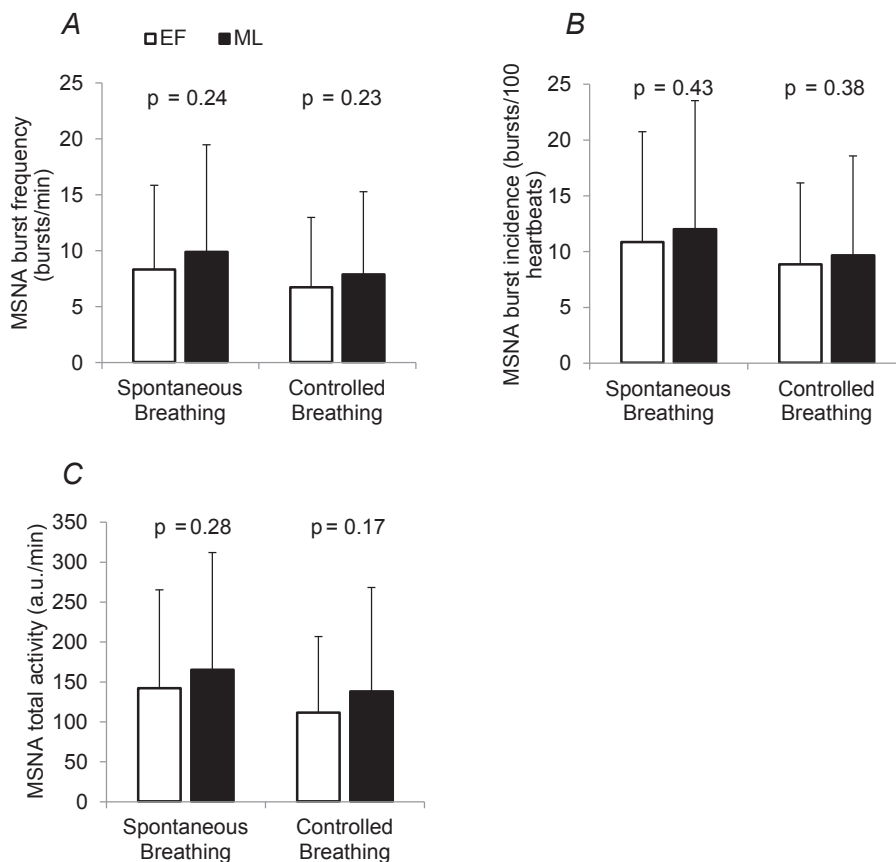 A
EF ML
MSNA burst frequency
(bursts/min)
25
20
15
10
5
0
p = 0.24
p = 0.23
Spontaneous
Breathing
Controlled
Breathing
B
MSNA burst incidence (bursts/100
heartbeats)
25
20
15
10
5
0
p = 0.43
p = 0.38
Spontaneous
Breathing
Controlled
Breathing
C
MSNA total activity (a.u./min)
350
300
250
200
150
100
50
0
p = 0.28
p = 0.17
Spontaneous
Breathing
Controlled
Breathing